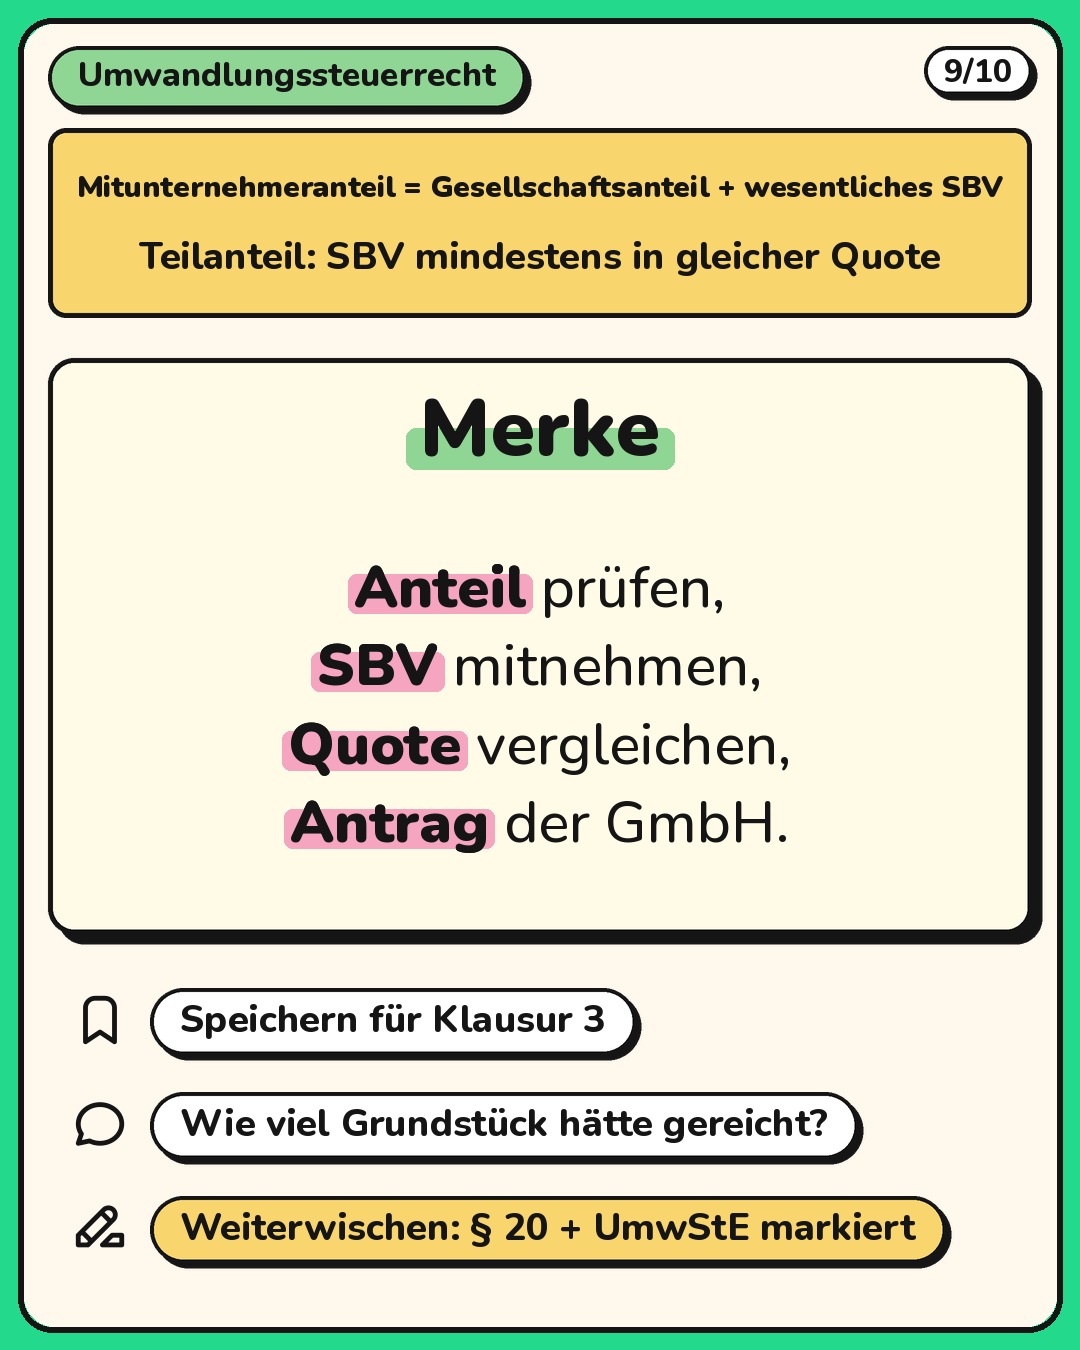 Umwandlungssteuerrecht
9/10
Mitunternehmeranteil = Gesellschaftsanteil + wesentliches SBV
Teilanteil: SBV mindestens in gleicher Quote
Merke
Anteil prüfen,
SBV mitnehmen,
Quote vergleichen,
Antrag der GmbH.
Speichern für Klausur 3
Wie viel Grundstück hätte gereicht?
Weiterwischen: § 20 + UmwStE markiert